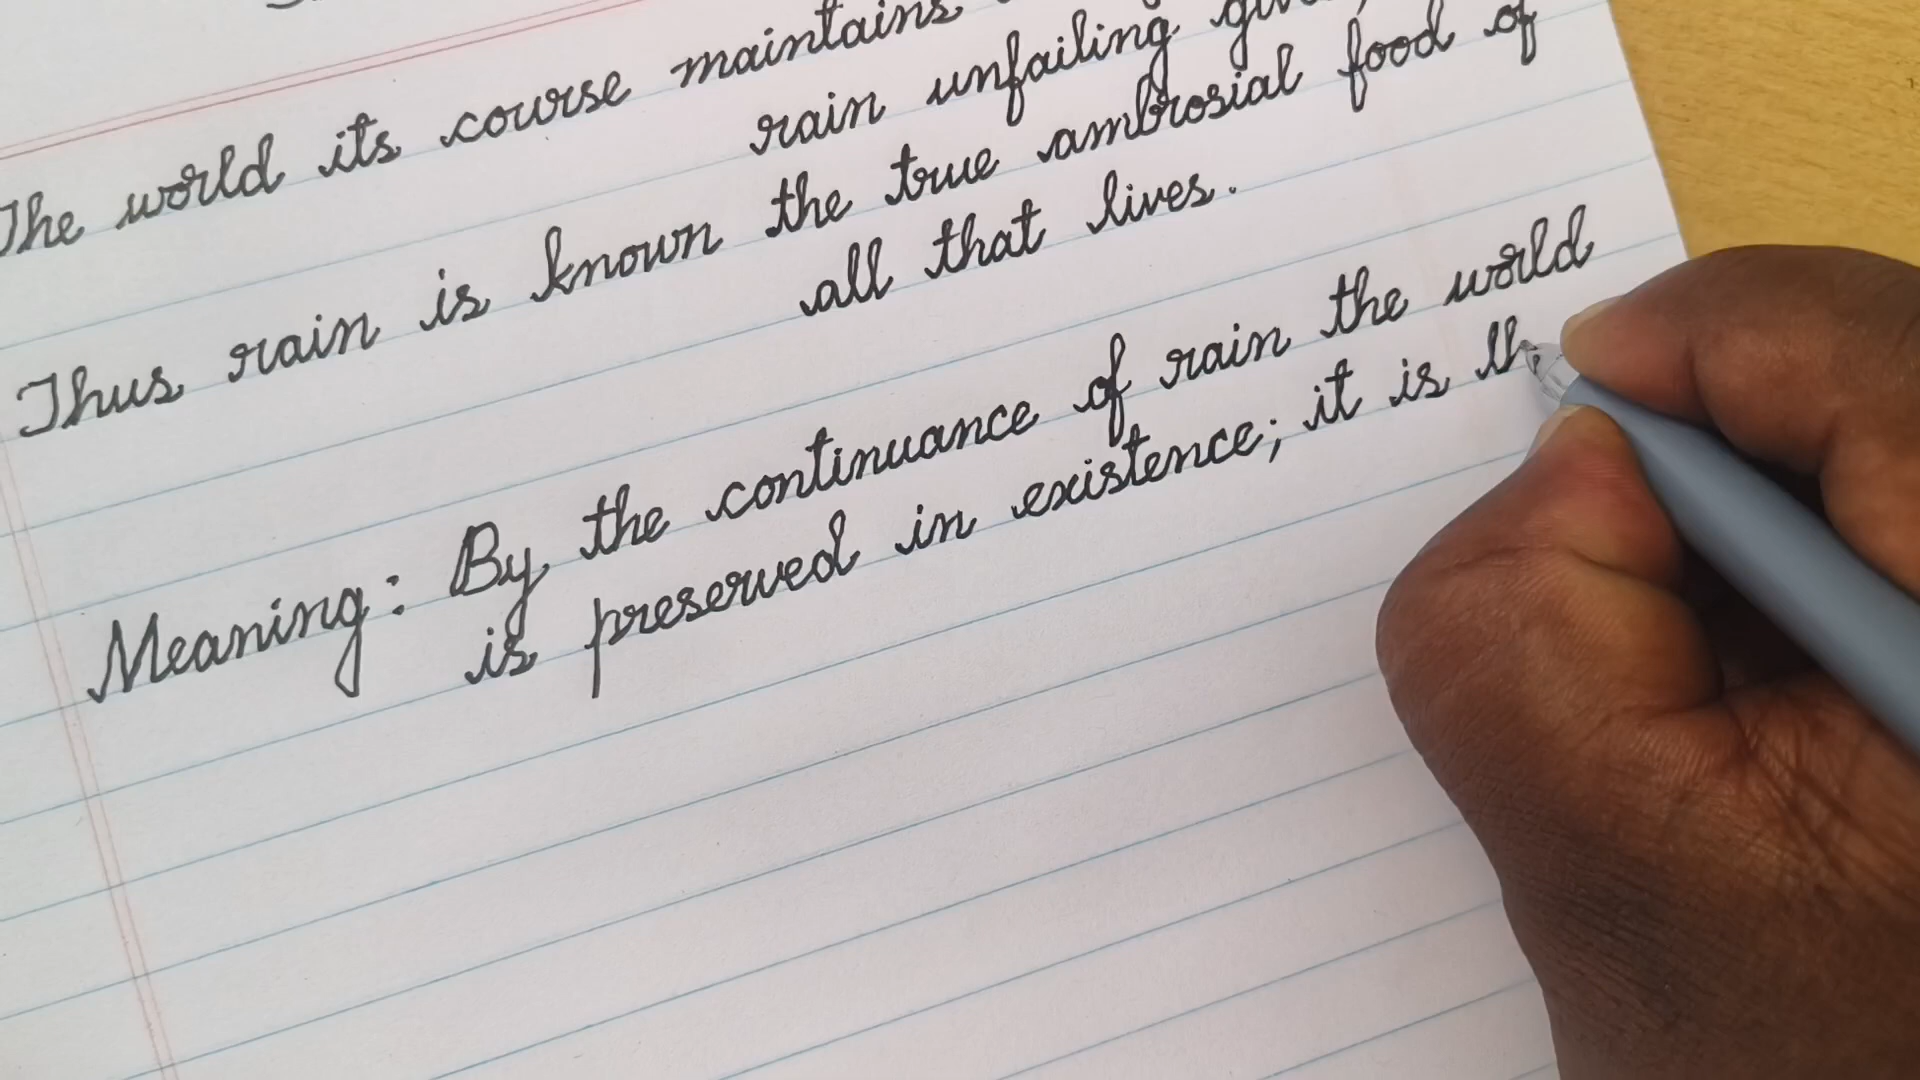 The world its course maintains
rain unfailing
Thus rain is known the true ambrosial food of
all that lives.
Meaning: By the continuance of rain the world
is preserved in existence; it is